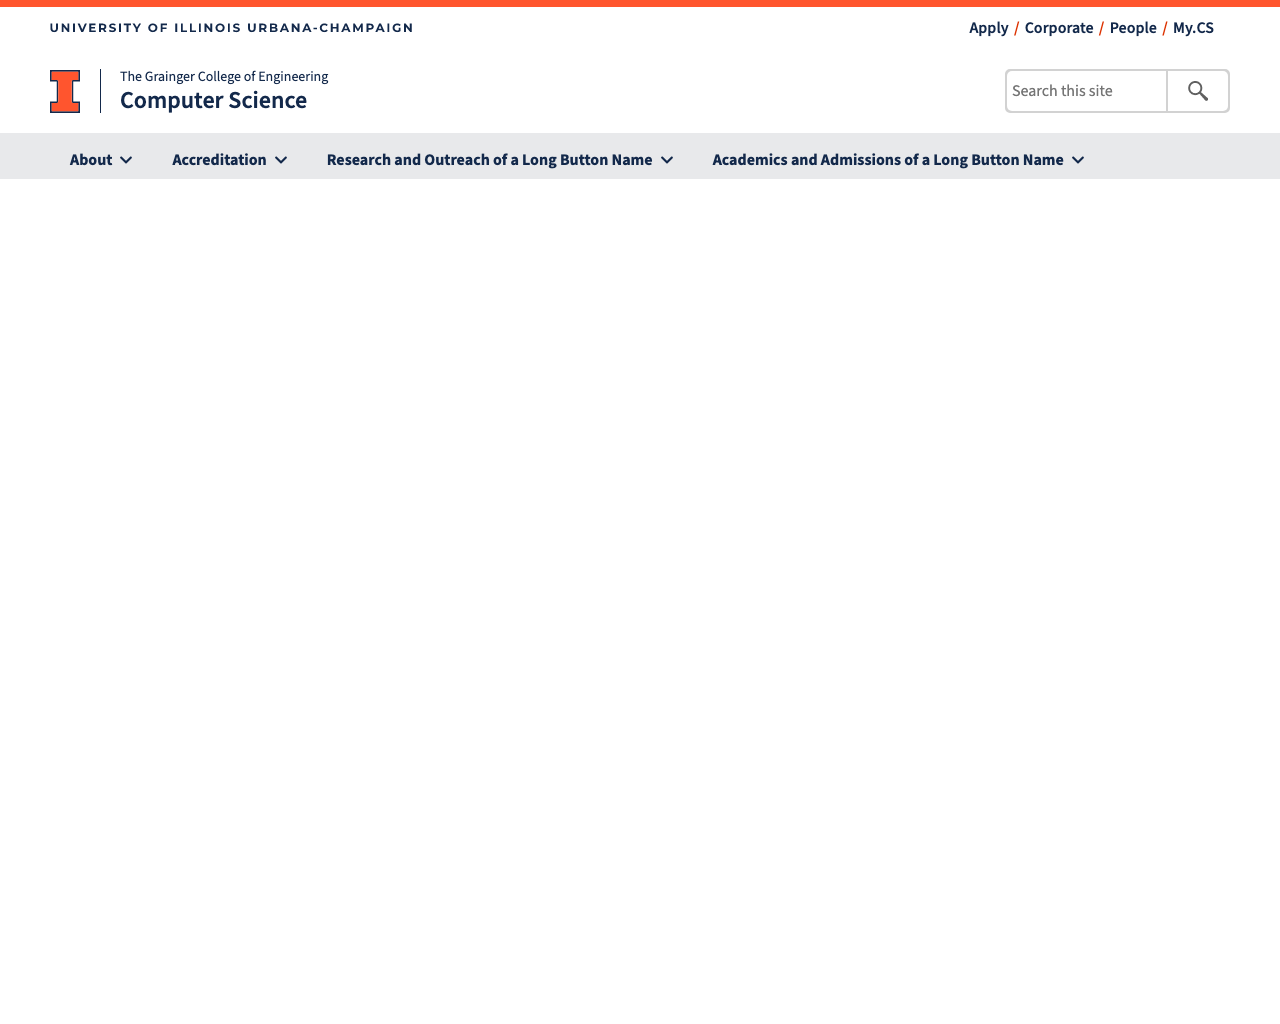 UNIVERSITY OF ILLINOIS URBANA-CHAMPAIGN
Apply / Corporate / People / My.CS
The Grainger College of Engineering
Computer Science
Search this site
About
Accreditation
Research and Outreach of a Long Button Name
Academics and Admissions of a Long Button Name